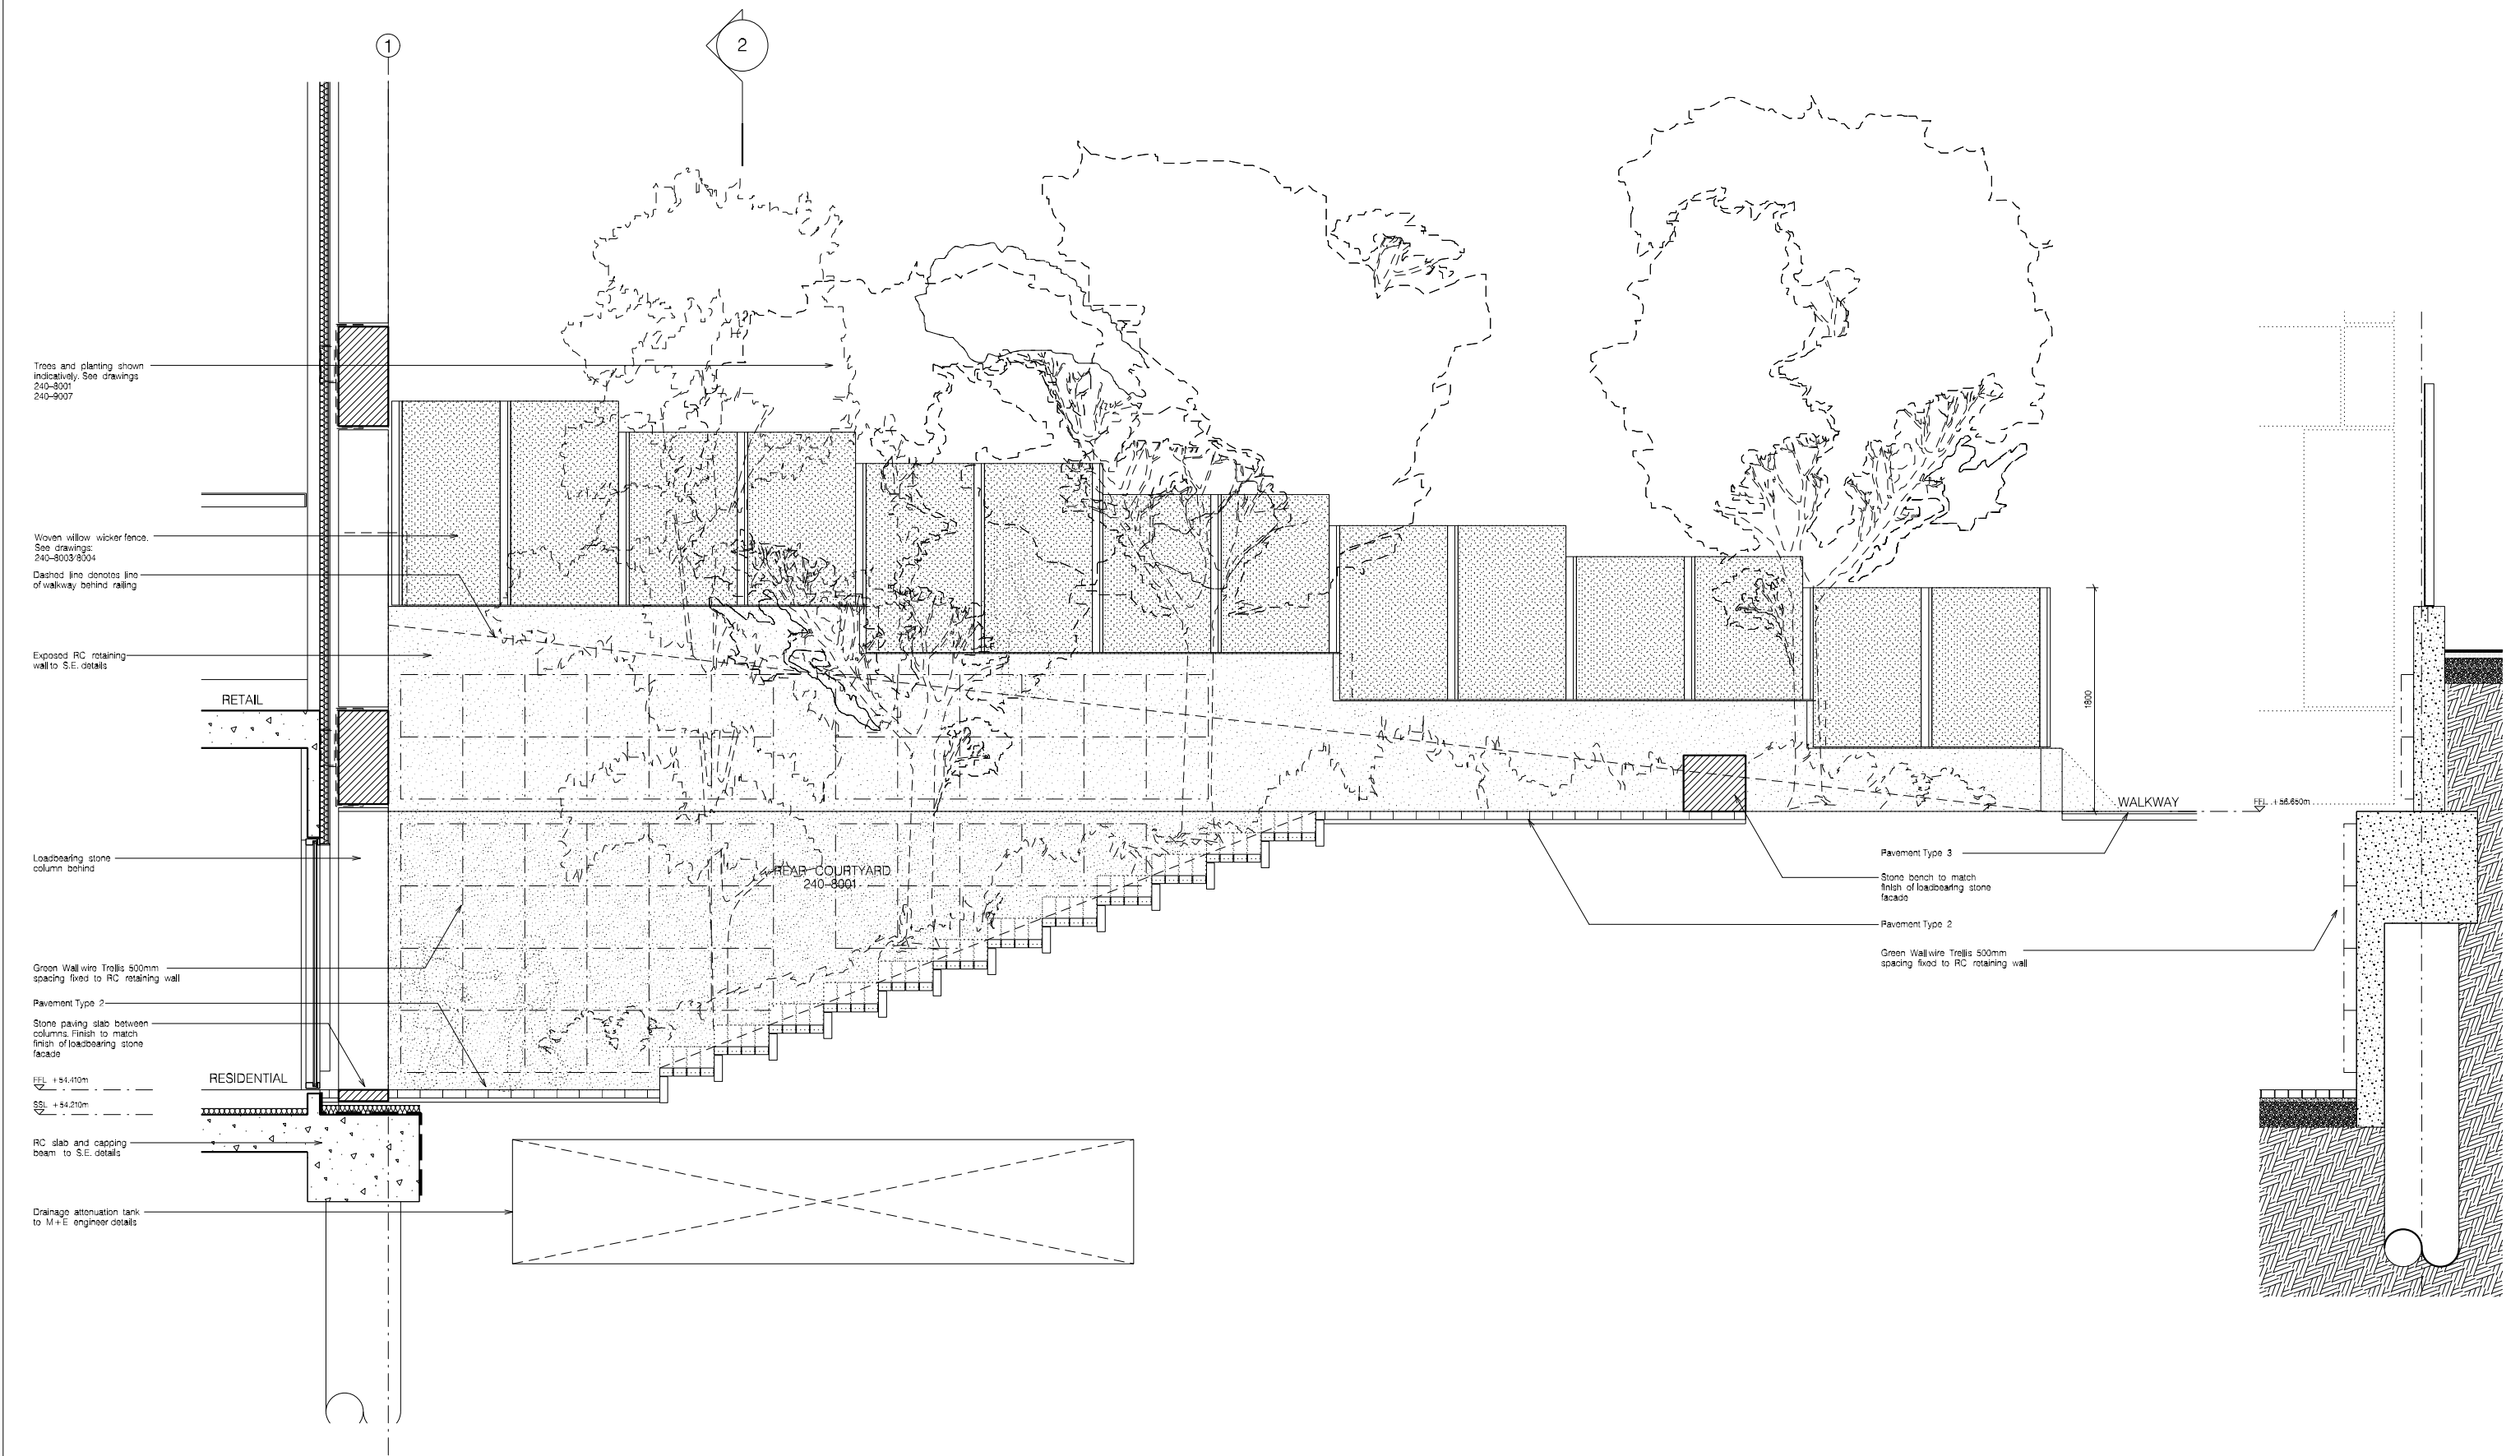 1
2
Trees and planting shown
indicatively. See drawings
240-8001
240-9007
Woven willow wicker fence.
See drawings:
240-8003/8004
Dashed line denotes line
of walkway behind railing
Exposed RC retaining
wall to S.E. details
RETAIL
1800
WALKWAY
FFL +56.650m
Loadbearing stone
column behind
REAR COURTYARD
240-8001
Pavement Type 3
Stone bench to match
finish of loadbearing stone
facade
Pavement Type 2
Green Wall wire Trellis 500mm
spacing fixed to RC retaining wall
Green Wall wire Trellis 500mm
spacing fixed to RC retaining wall
Pavement Type 2
Stone paving slab between
columns. Finish to match
finish of loadbearing stone
facade
RESIDENTIAL
FFL +54.410m
SSL +54.210m
RC slab and capping
beam to S.E. details
Drainage attenuation tank
to M+E engineer details